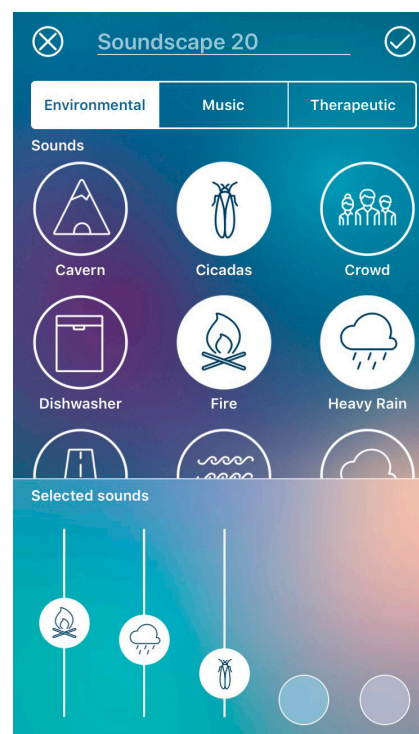 Soundscape 20
Environmental Music Therapeutic
Sounds
Cavern Cicadas Crowd
Dishwasher Fire Heavy Rain
Selected sounds